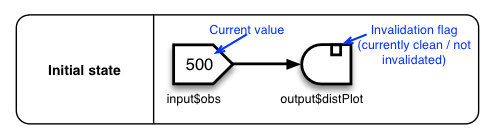 Initial state
Current value
500
input$obs
Invalidation flag
(currently clean / not
invalidated)
output$distPlot